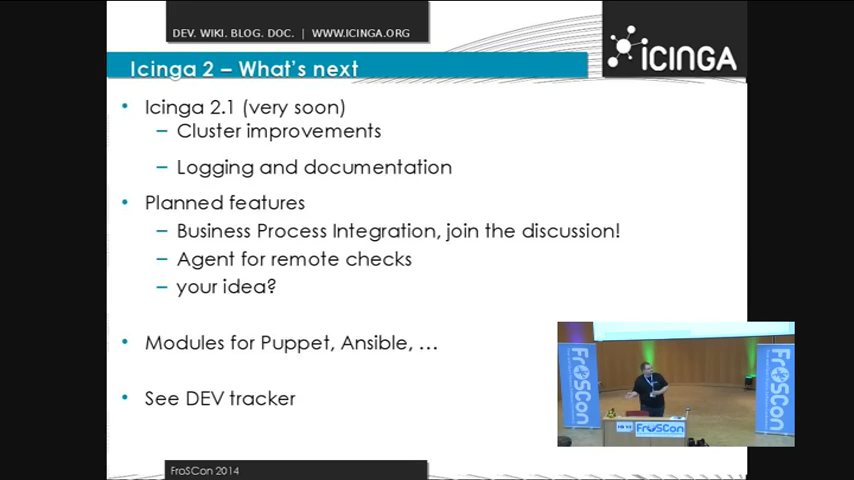 DEV. WIKI. BLOG. DOC. | WWW.ICINGA.ORG
ICINGA
Icinga 2 – What's next
• Icinga 2.1 (very soon)
– Cluster improvements
– Logging and documentation
• Planned features
– Business Process Integration, join the discussion!
– Agent for remote checks
– your idea?
• Modules for Puppet, Ansible, …
• See DEV tracker
FrOSCon
FrOSCon
FrOSCon
FroSCon 2014